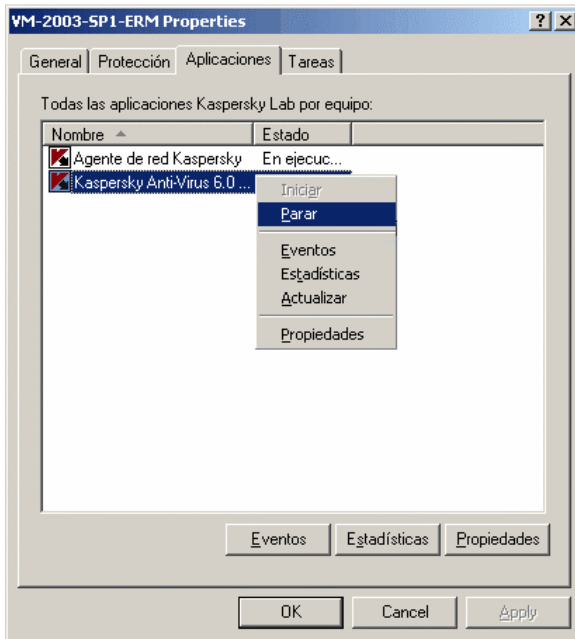 VM-2003-SP1-ERM Properties
General Protección Aplicaciones Tareas
Todas las aplicaciones Kaspersky Lab por equipo:
Nombre Estado
Agente de red Kaspersky En ejecuc...
Kaspersky Anti-Virus 6.0 ...
Iniciar
Parar
Eventos
Estadísticas
Actualizar
Propiedades
Eventos Estadísticas Propiedades
OK Cancel Apply